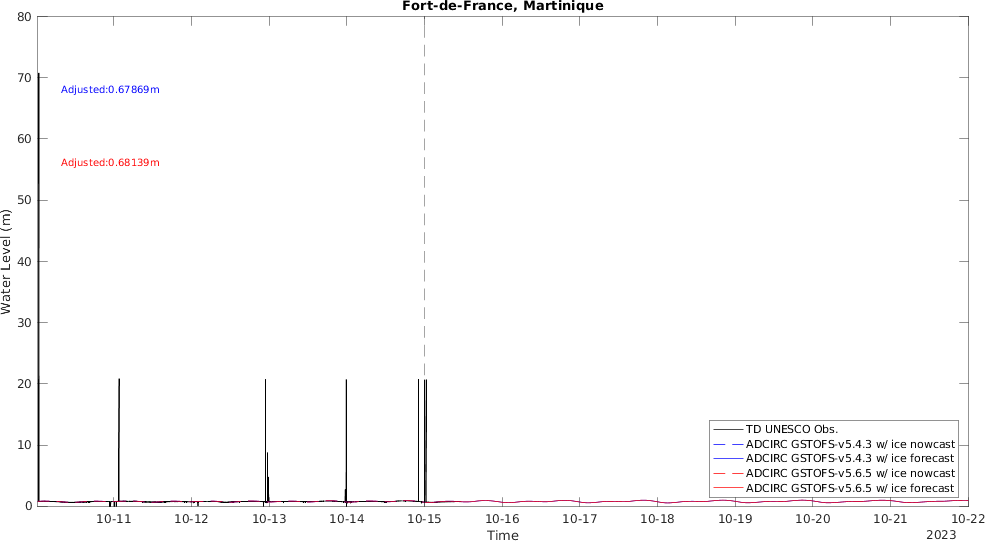 Fort-de-France, Martinique
80
70
60
50
40
30
20
10
0
Water Level (m)
Adjusted:0.67869m
Adjusted:0.68139m
TD UNESCO Obs.
ADCIRC GSTOFS-v5.4.3 w/ ice nowcast
ADCIRC GSTOFS-v5.4.3 w/ ice forecast
ADCIRC GSTOFS-v5.6.5 w/ ice nowcast
ADCIRC GSTOFS-v5.6.5 w/ ice forecast
10-11 10-12 10-13 10-14 10-15 10-16 10-17 10-18 10-19 10-20 10-21 10-22
Time
2023